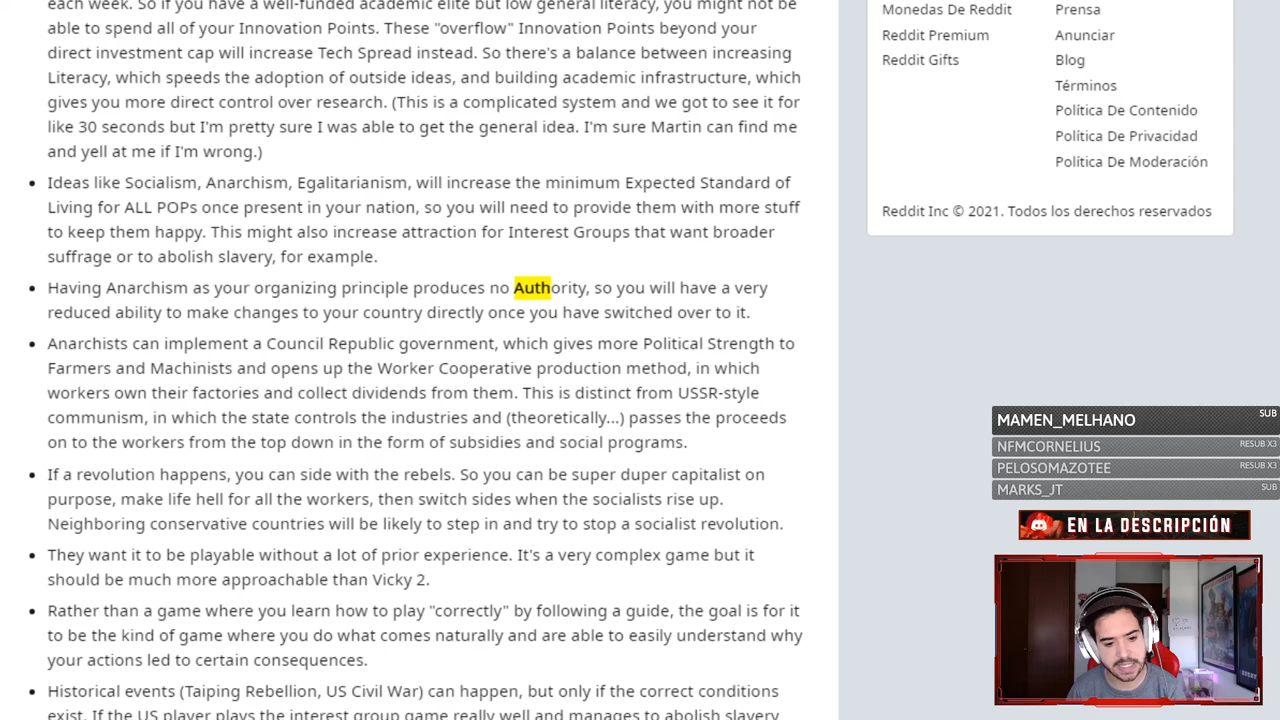 each week. So if you have a well-funded academic elite but low general literacy, you might not be
able to spend all of your Innovation Points. These "overflow" Innovation Points beyond your
direct investment cap will increase Tech Spread instead. So there's a balance between increasing
Literacy, which speeds the adoption of outside ideas, and building academic infrastructure, which
gives you more direct control over research. (This is a complicated system and we got to see it for
like 30 seconds but I'm pretty sure I was able to get the general idea. I'm sure Martin can find me
and yell at me if I'm wrong.)
Ideas like Socialism, Anarchism, Egalitarianism, will increase the minimum Expected Standard of
Living for ALL POPs once present in your nation, so you will need to provide them with more stuff
to keep them happy. This might also increase attraction for Interest Groups that want broader
suffrage or to abolish slavery, for example.
Having Anarchism as your organizing principle produces no Authority, so you will have a very
reduced ability to make changes to your country directly once you have switched over to it.
Anarchists can implement a Council Republic government, which gives more Political Strength to
Farmers and Machinists and opens up the Worker Cooperative production method, in which
workers own their factories and collect dividends from them. This is distinct from USSR-style
communism, in which the state controls the industries and (theoretically...) passes the proceeds
on to the workers from the top down in the form of subsidies and social programs.
If a revolution happens, you can side with the rebels. So you can be super duper capitalist on
purpose, make life hell for all the workers, then switch sides when the socialists rise up.
Neighboring conservative countries will be likely to step in and try to stop a socialist revolution.
They want it to be playable without a lot of prior experience. It's a very complex game but it
should be much more approachable than Vicky 2.
Rather than a game where you learn how to play "correctly" by following a guide, the goal is for it
to be the kind of game where you do what comes naturally and are able to easily understand why
your actions led to certain consequences.
Historical events (Taiping Rebellion, US Civil War) can happen, but only if the correct conditions
exist. If the US player plays the interest group game really well and manages to abolish slavery
Monedas De Reddit
Reddit Premium
Reddit Gifts
Prensa
Anunciar
Blog
Términos
Política De Contenido
Política De Privacidad
Política De Moderación
Reddit Inc © 2021. Todos los derechos reservados
MAMEN_MELHANO SUB
NFMCORNELIUS RESUB X3
PELOSOMAZOTEE RESUB X3
MARKS_JT SUB
EN LA DESCRIPCIÓN